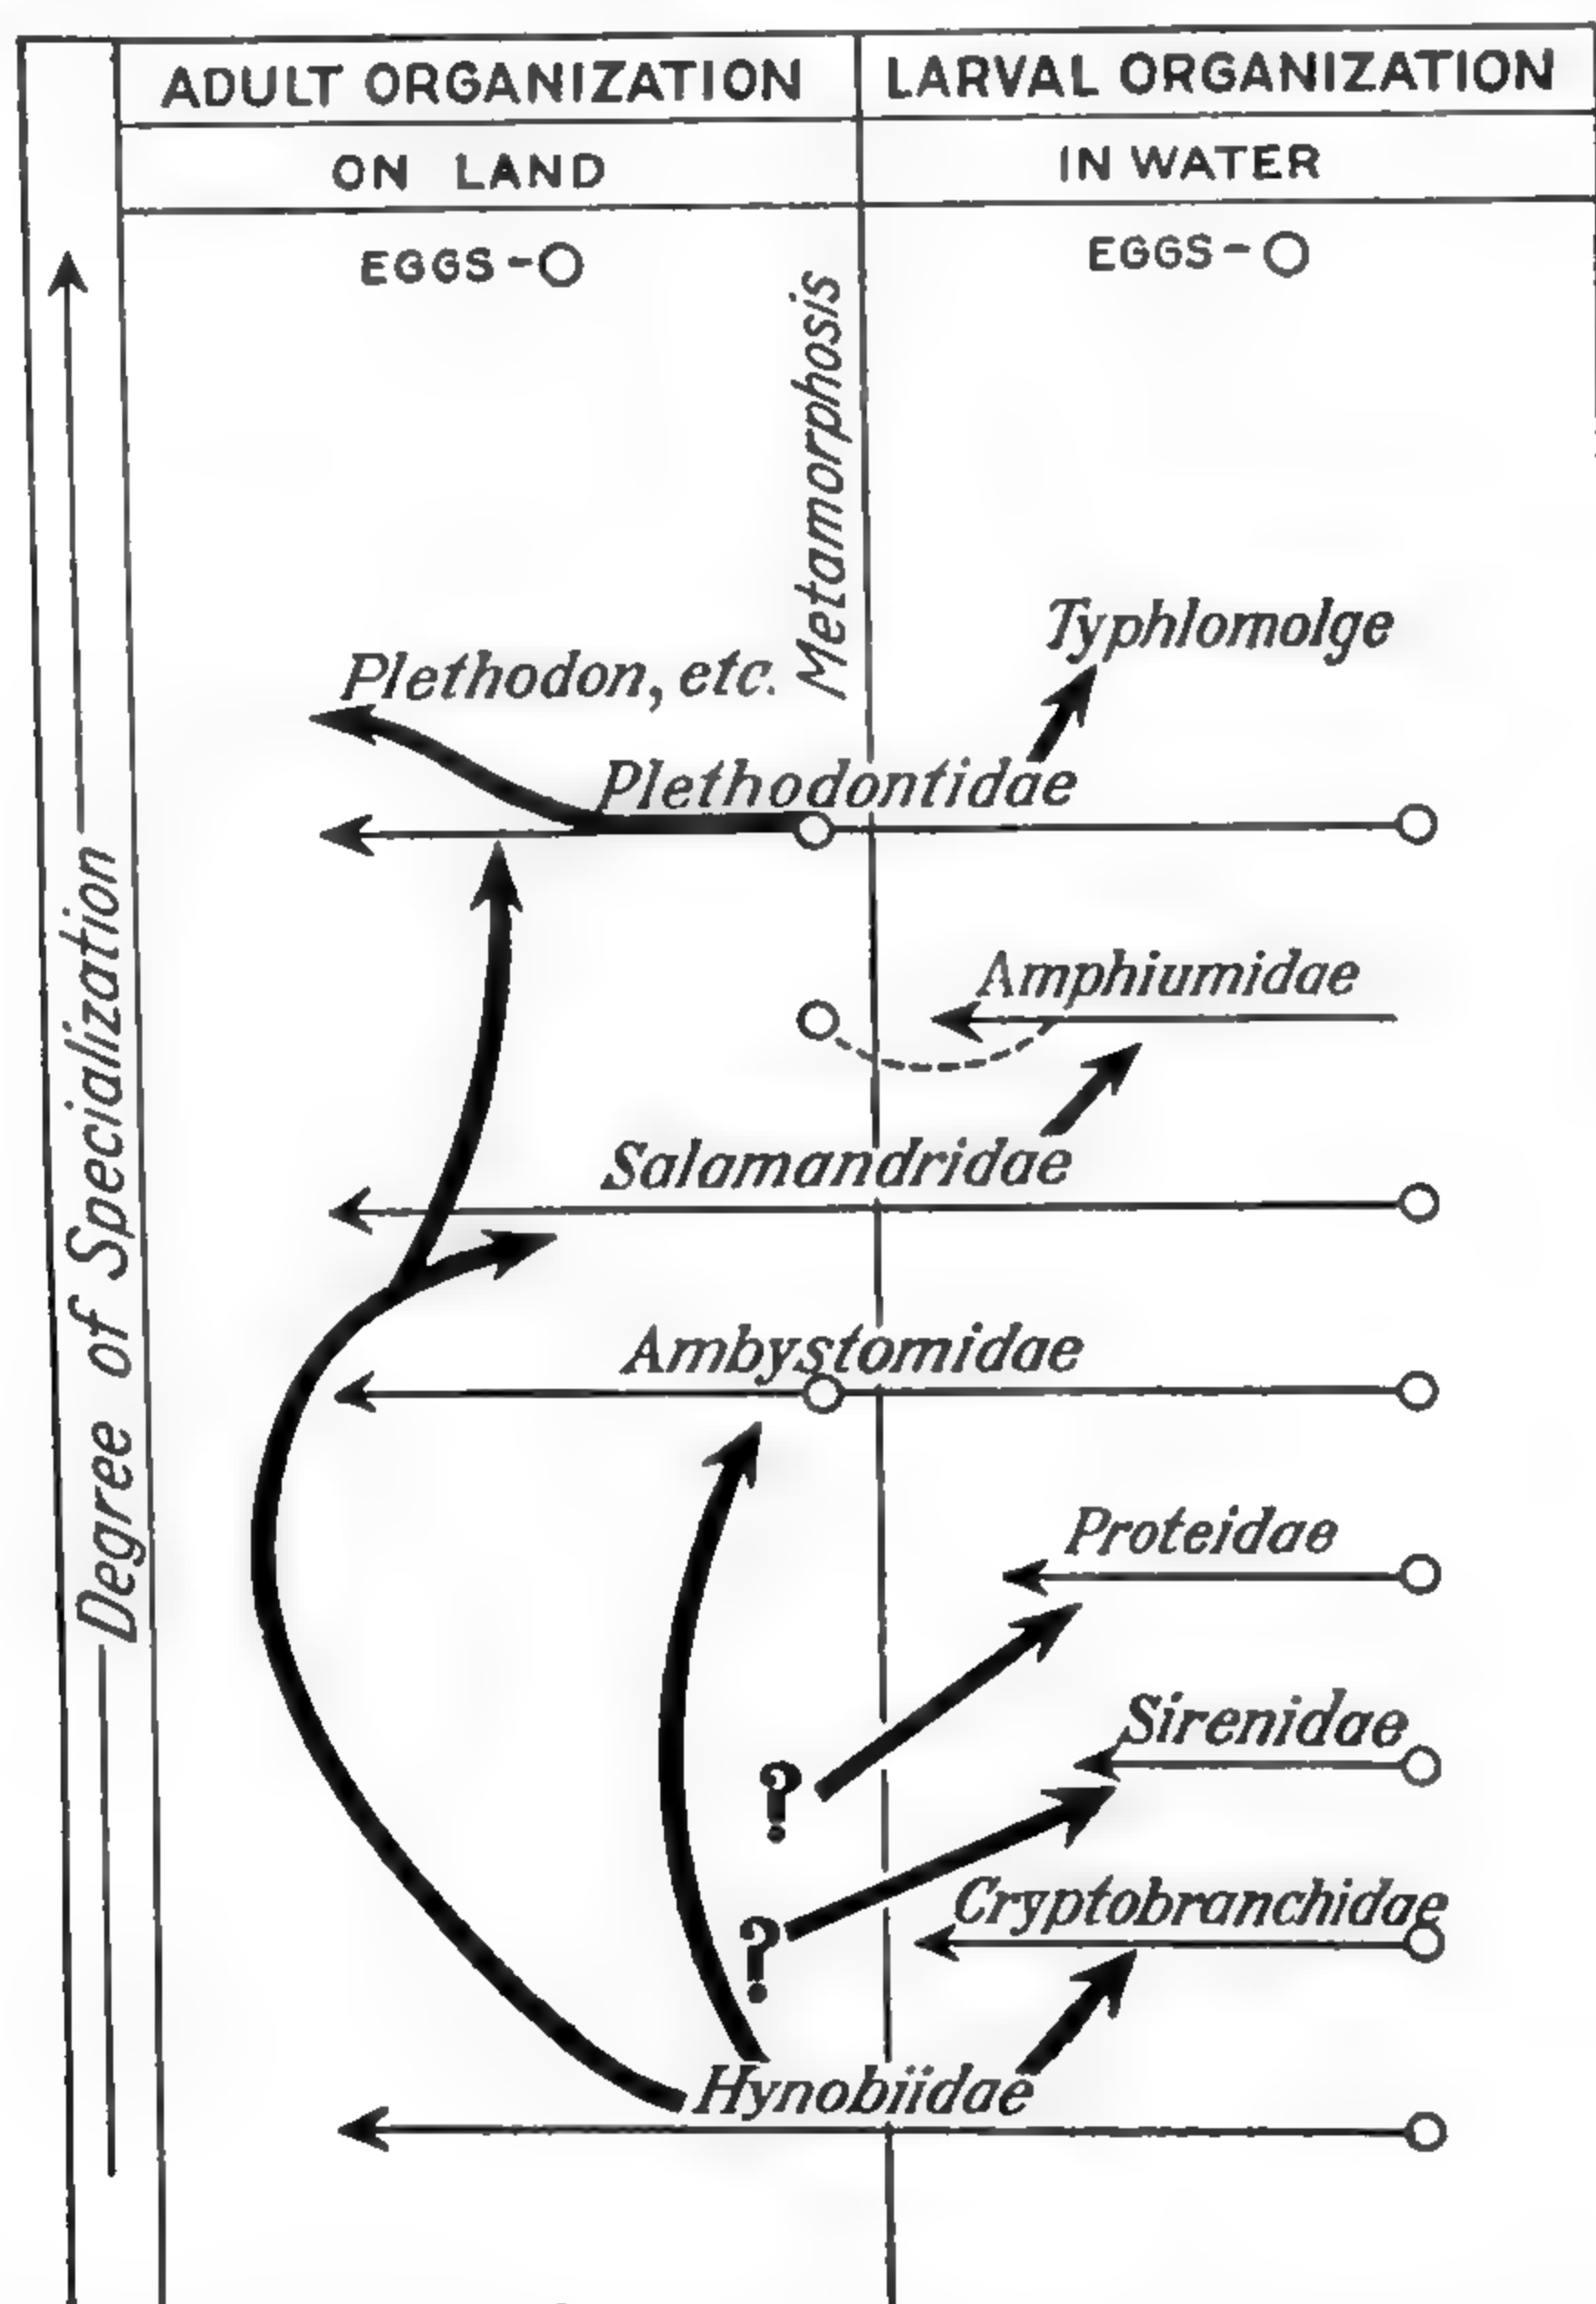 ADULT ORGANIZATION
LARVAL ORGANIZATION
ON LAND
IN WATER
EGGS-O
EGGS-O
Metamorphosis
Degree of Specialization
Typhlomolge
Plethodon, etc.
Plethodontidae
Amphiumidae
Salamandridae
Ambystomidae
Proteidae
Sirenidae
?
Cryptobranchidae
?
Hynobiidae